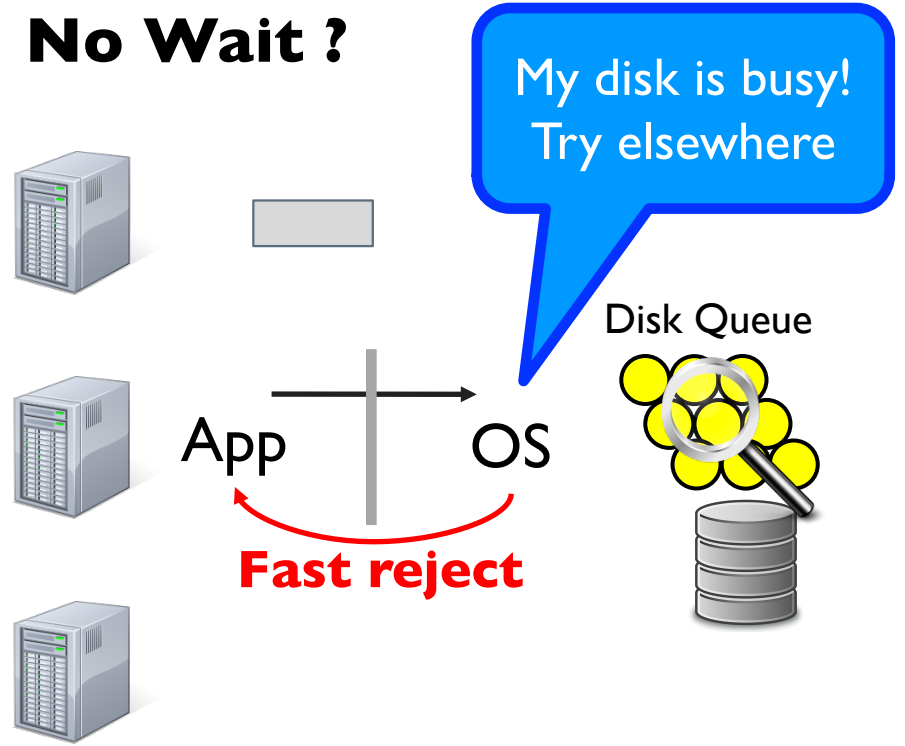 No Wait ?
My disk is busy!
Try elsewhere
Disk Queue
App
OS
Fast reject